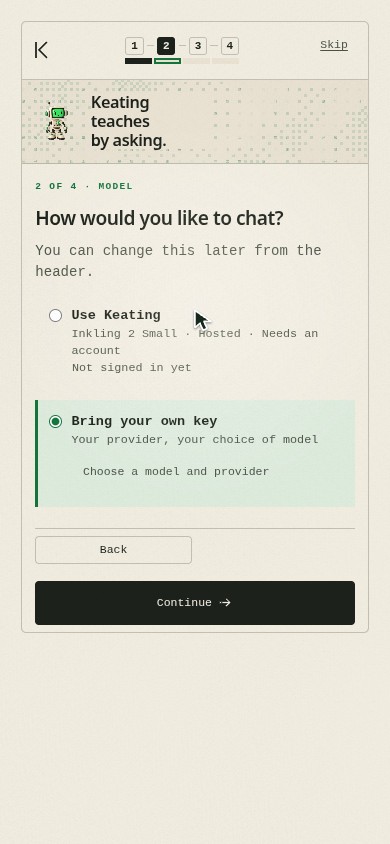 1 2 3 4
Skip
Keating
teaches
by asking.
2 OF 4 · MODEL
How would you like to chat?
You can change this later from the
header.
Use Keating
Inkling 2 Small · Hosted · Needs an
account
Not signed in yet
Bring your own key
Your provider, your choice of model
Choose a model and provider
Back
Continue →